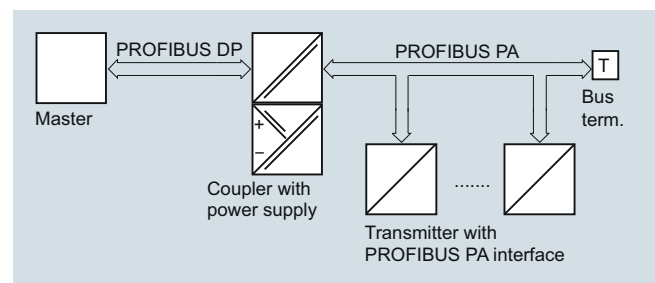 PROFIBUS DP
PROFIBUS PA
T
Master
Bus
term.
+
−
Coupler with
power supply
.......
Transmitter with
PROFIBUS PA interface